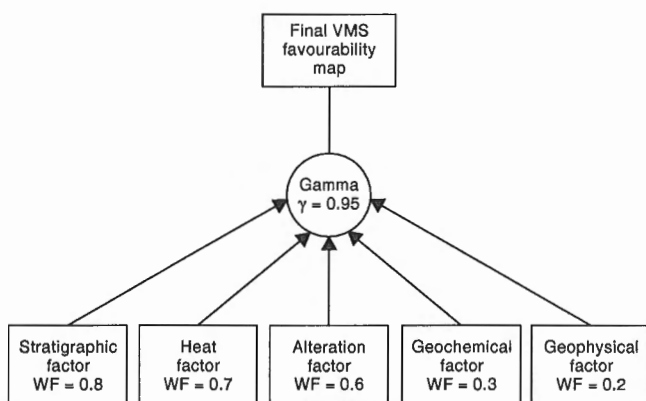 Final VMS
favourability
map
Gamma
γ = 0.95
Stratigraphic
factor
WF = 0.8
Heat
factor
WF = 0.7
Alteration
factor
WF = 0.6
Geochemical
factor
WF = 0.3
Geophysical
factor
WF = 0.2